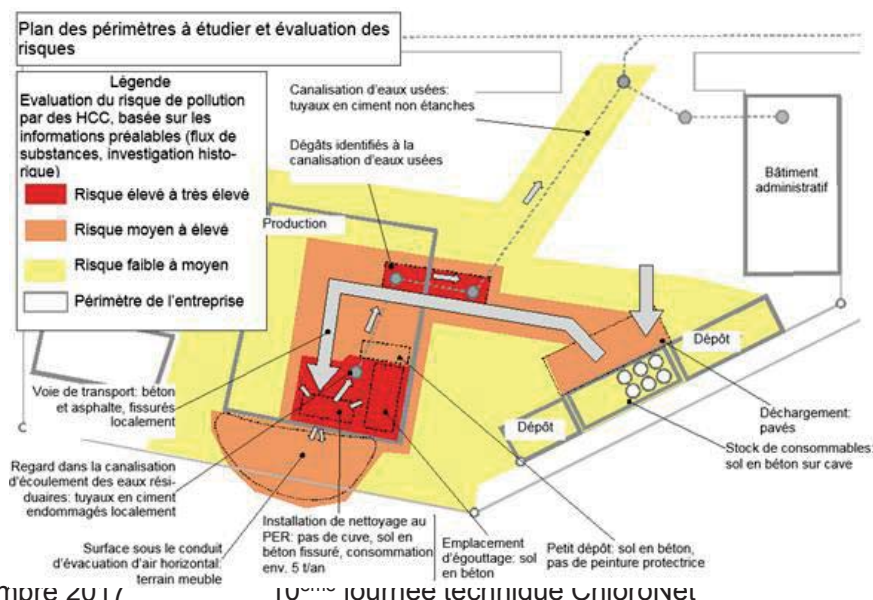 Plan des périmètres à étudier et évaluation des
risques
Légende
Evaluation du risque de pollution
par des HCC, basée sur les
informations préalables (flux de
substances, investigation histo-
rique)
Risque élevé à très élevé
Risque moyen à élevé
Risque faible à moyen
Périmètre de l'entreprise
Canalisation d'eaux usées:
tuyaux en ciment non étanches
Dégâts identifiés à la
canalisation d'eaux usées
Production
Bâtiment
administratif
Dépôt
Dépôt
Déchargement:
pavés
Stock de consommables:
sol en béton sur cave
Voie de transport: béton
et asphalte, fissurés
localement
Regard dans la canalisation
d'écoulement des eaux rési-
duaires: tuyaux en ciment
endommagés localement
Surface sous le conduit
d'évacuation d'air horizontal:
terrain meuble
Installation de nettoyage au
PER: pas de cuve, sol en
béton fissuré, consommation
env. 5 t/an
Emplacement
d'égouttage: sol
en béton
Petit dépôt: sol en béton,
pas de peinture protectrice
mbre 2017
10ème journée technique ChloroNet